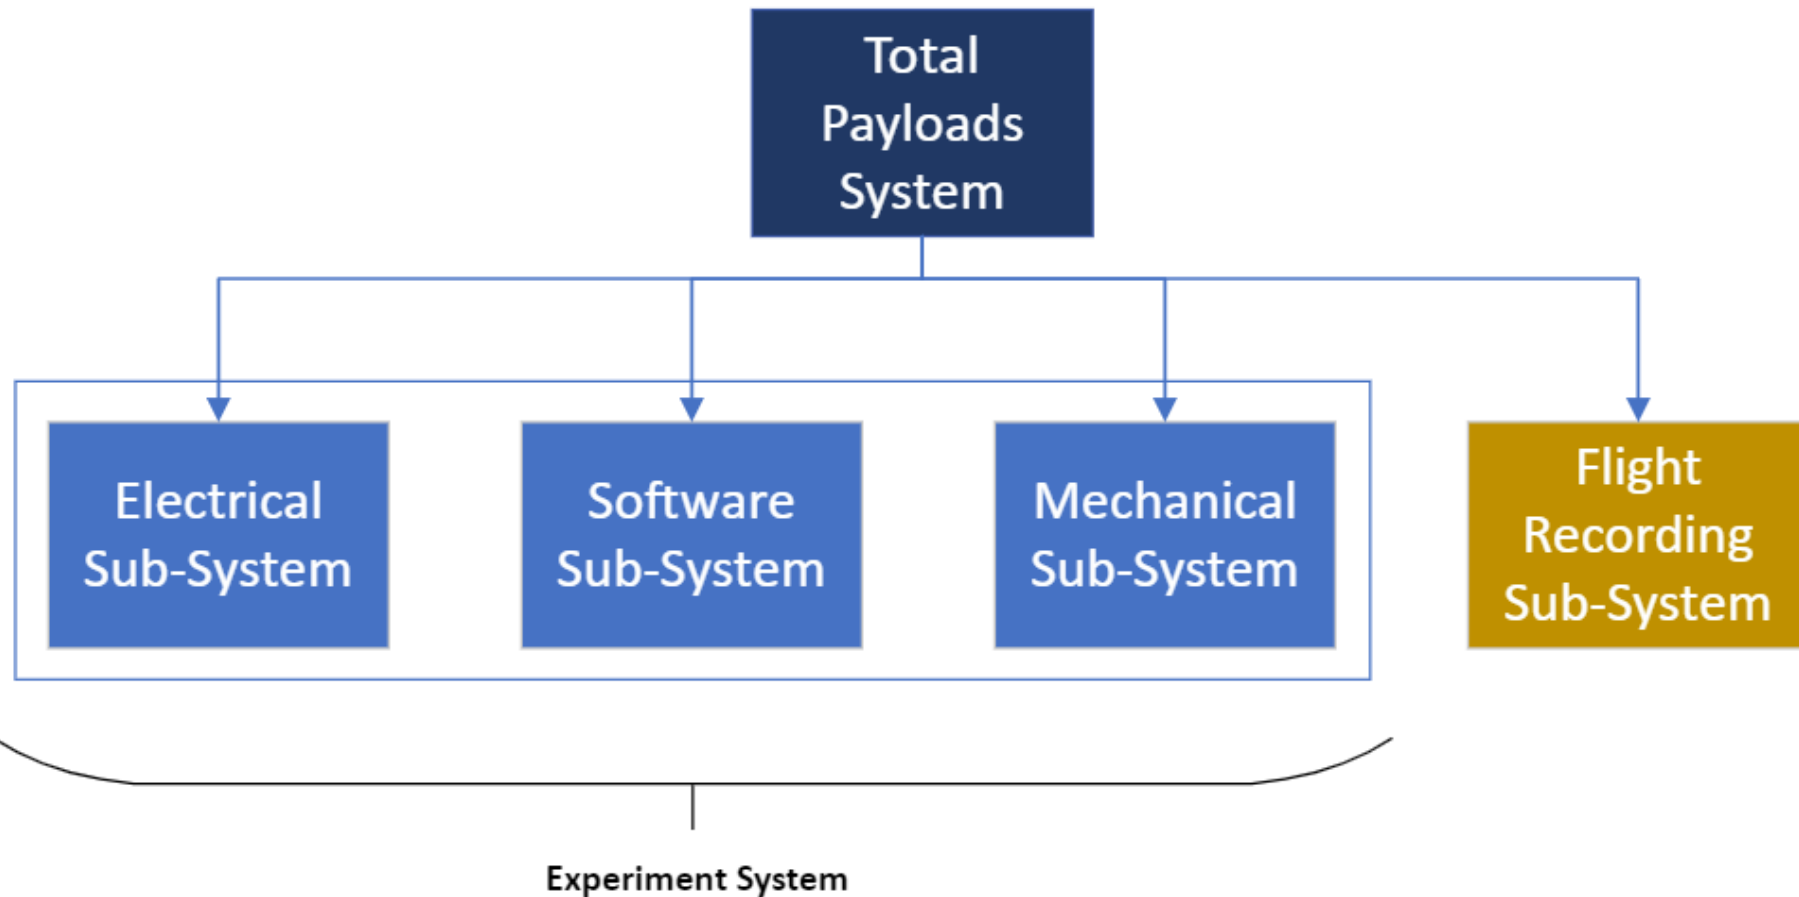 Total
Payloads
System
Electrical
Sub-System
Software
Sub-System
Mechanical
Sub-System
Flight
Recording
Sub-System
Experiment System